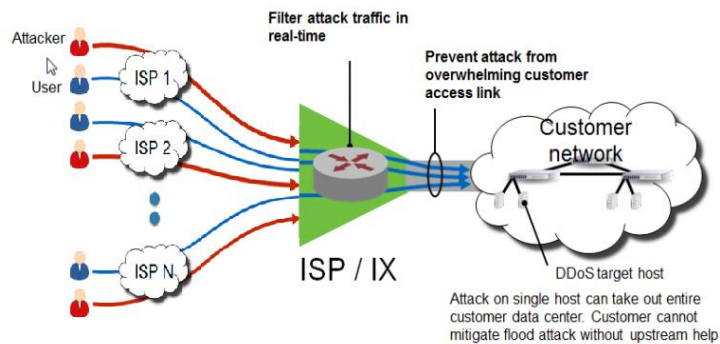 Filter attack traffic in
real-time
Attacker
User
ISP 1
ISP 2
ISP N
Prevent attack from
overwhelming customer
access link
Customer
network
ISP / IX
DDoS target host
Attack on single host can take out entire
customer data center. Customer cannot
mitigate flood attack without upstream help